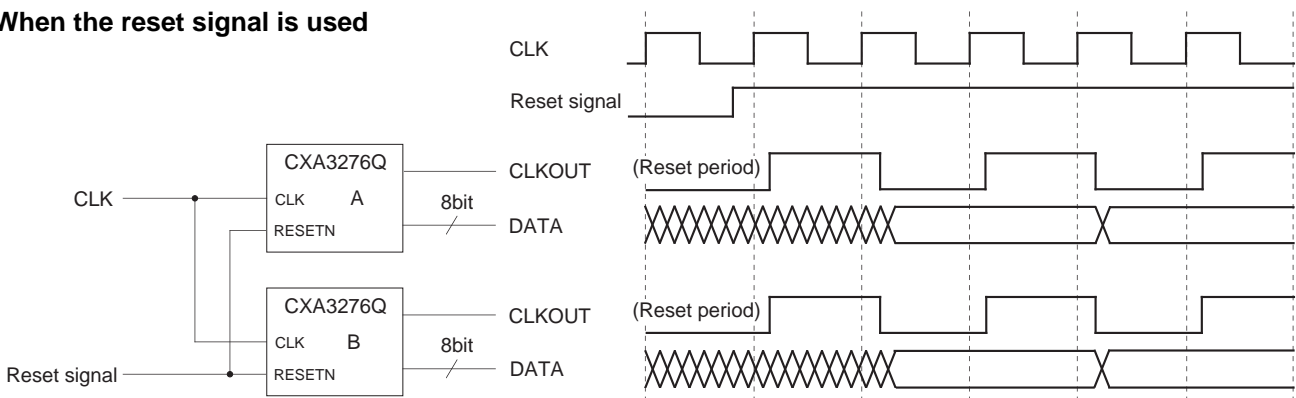 When the reset signal is used
CLK
Reset signal
CXA3276Q
CLK
A
RESETN
CLKOUT
8bit
DATA
(Reset period)
CLK
CXA3276Q
CLK
B
RESETN
CLKOUT
8bit
DATA
(Reset period)
Reset signal